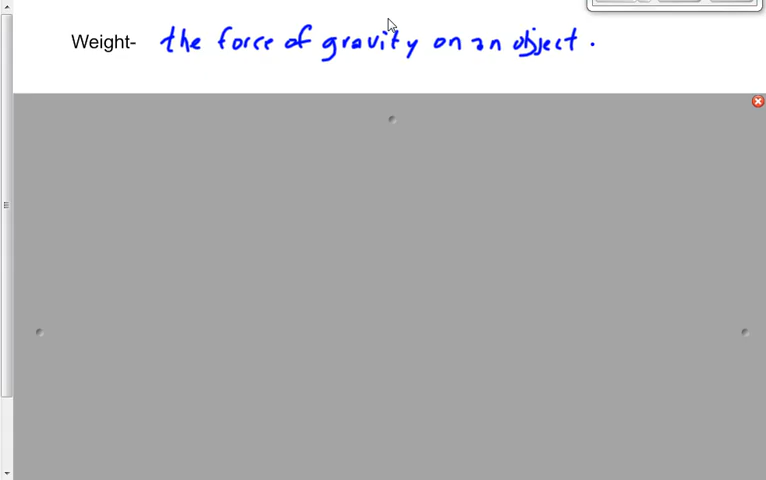 Weight- the force of gravity on an object.